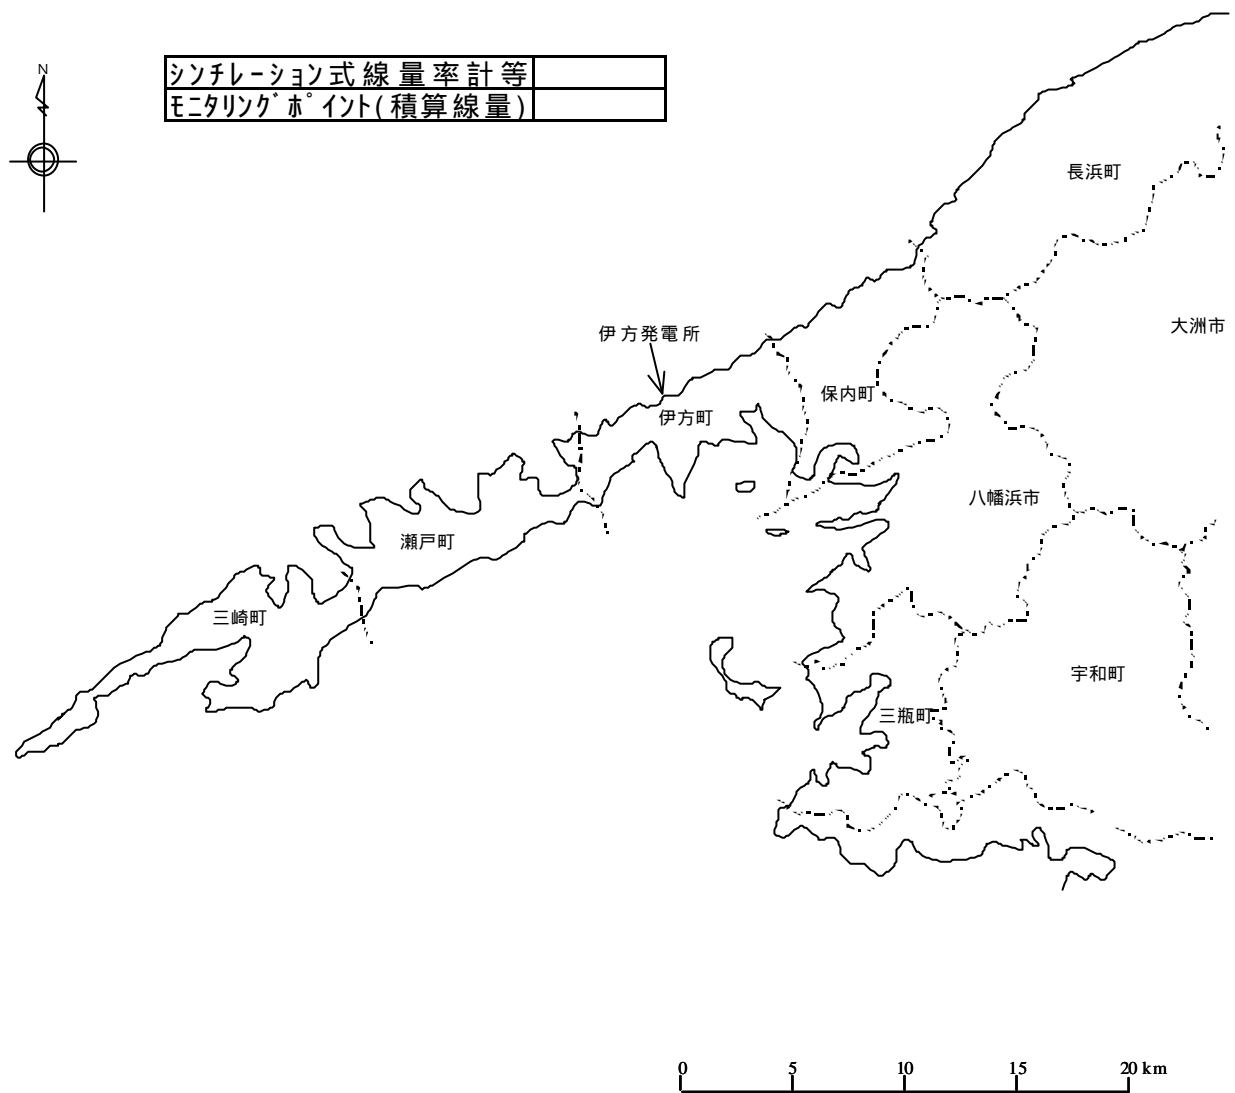 N
ｼﾝﾁﾚｰｼｮﾝ式線量率計等
ﾓﾆﾀﾘﾝｸﾞﾎﾟｲﾝﾄ(積算線量)
長浜町
大洲市
伊方発電所
保内町
伊方町
八幡浜市
瀬戸町
三崎町
宇和町
三瓶町
0 5 10 15 20 km